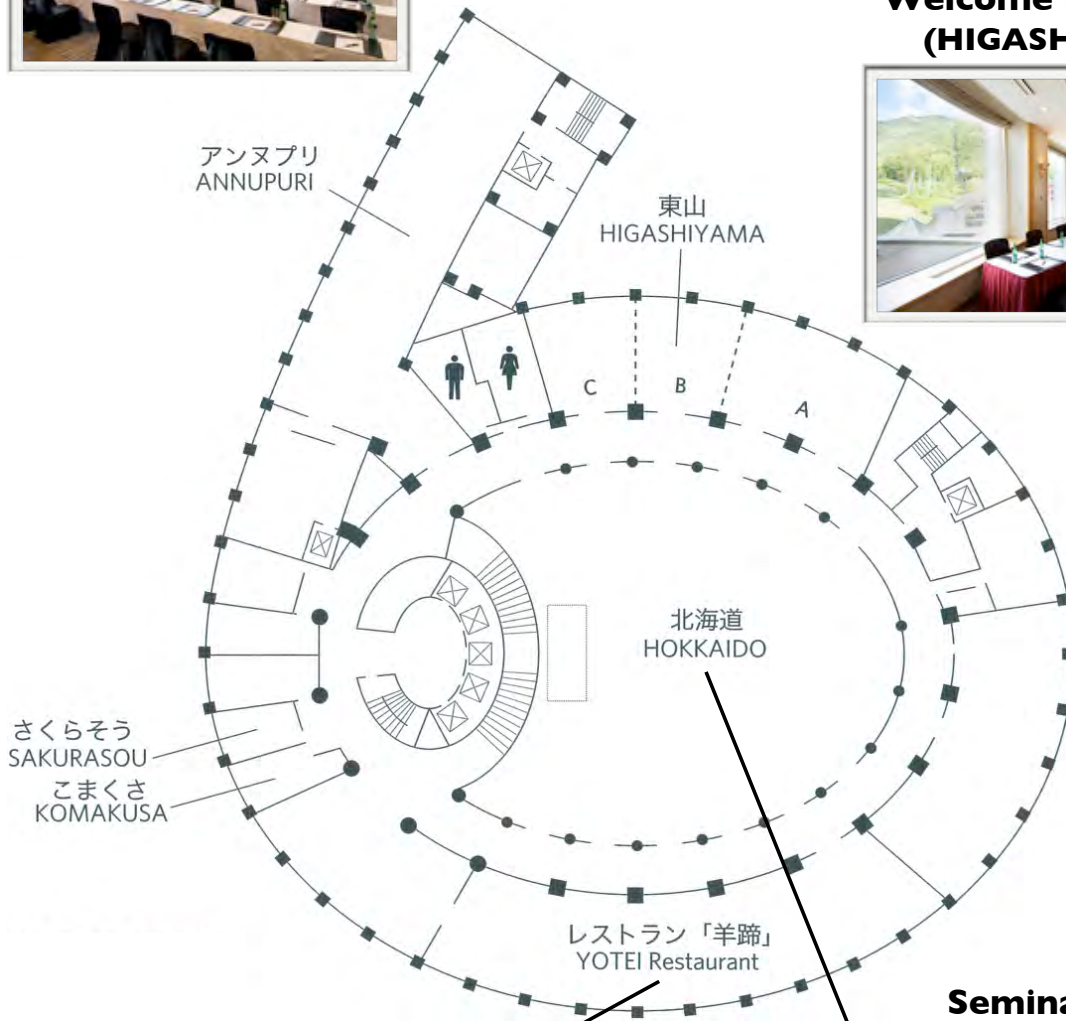 Welcome
(HIGASH
アンヌプリ
ANNUPURI
東山
HIGASHIYAMA
C
B
A
北海道
HOKKAIDO
さくらそう
SAKURASOU
こまくさ
KOMAKUSA
レストラン「羊蹄」
YOTEI Restaurant
Semina